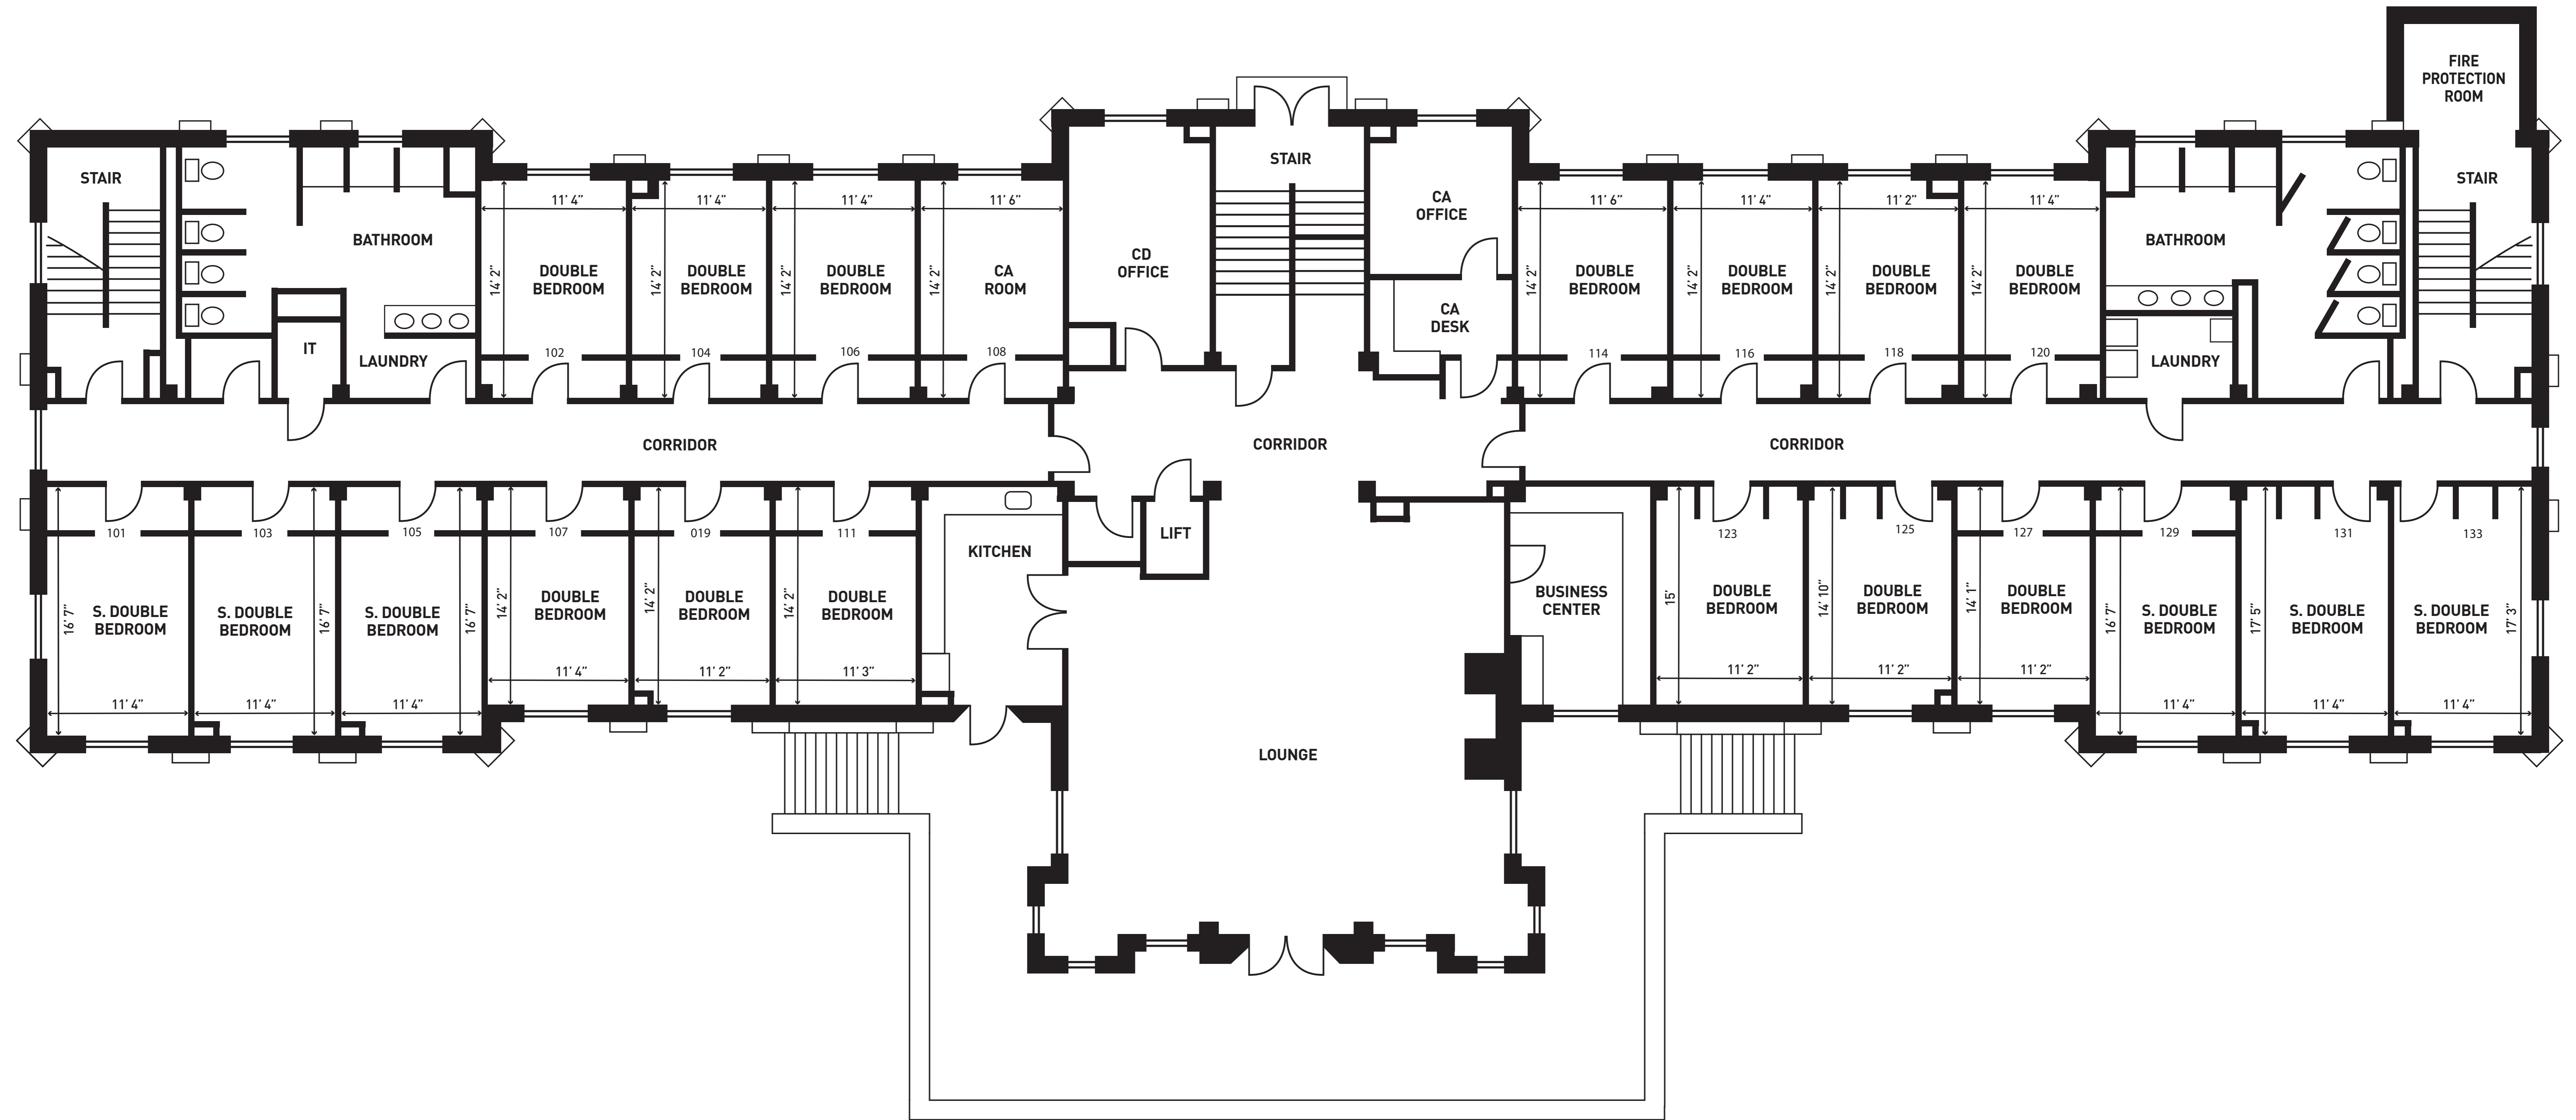 FIRE
PROTECTION
ROOM
STAIR
BATHROOM
IT
LAUNDRY
11' 4"
14' 2"
DOUBLE
BEDROOM
102
11' 4"
14' 2"
DOUBLE
BEDROOM
104
11' 4"
14' 2"
DOUBLE
BEDROOM
106
11' 6"
14' 2"
CA
ROOM
108
CD
OFFICE
STAIR
CA
OFFICE
CA
DESK
11' 6"
14' 2"
DOUBLE
BEDROOM
114
11' 4"
14' 2"
DOUBLE
BEDROOM
116
11' 2"
14' 2"
DOUBLE
BEDROOM
118
11' 4"
14' 2"
DOUBLE
BEDROOM
120
BATHROOM
LAUNDRY
STAIR
CORRIDOR
CORRIDOR
CORRIDOR
101
16' 7"
S. DOUBLE
BEDROOM
11' 4"
103
S. DOUBLE
BEDROOM
16' 7"
11' 4"
105
S. DOUBLE
BEDROOM
16' 7"
11' 4"
107
14' 2"
DOUBLE
BEDROOM
11' 4"
019
14' 2"
DOUBLE
BEDROOM
11' 2"
111
14' 2"
DOUBLE
BEDROOM
11' 3"
KITCHEN
LIFT
LOUNGE
BUSINESS
CENTER
123
15'
DOUBLE
BEDROOM
11' 2"
125
14' 10"
DOUBLE
BEDROOM
11' 2"
127
14' 1"
DOUBLE
BEDROOM
11' 2"
129
16' 7"
S. DOUBLE
BEDROOM
11' 4"
131
17' 5"
S. DOUBLE
BEDROOM
11' 4"
133
S. DOUBLE
BEDROOM
17' 3"
11' 4"